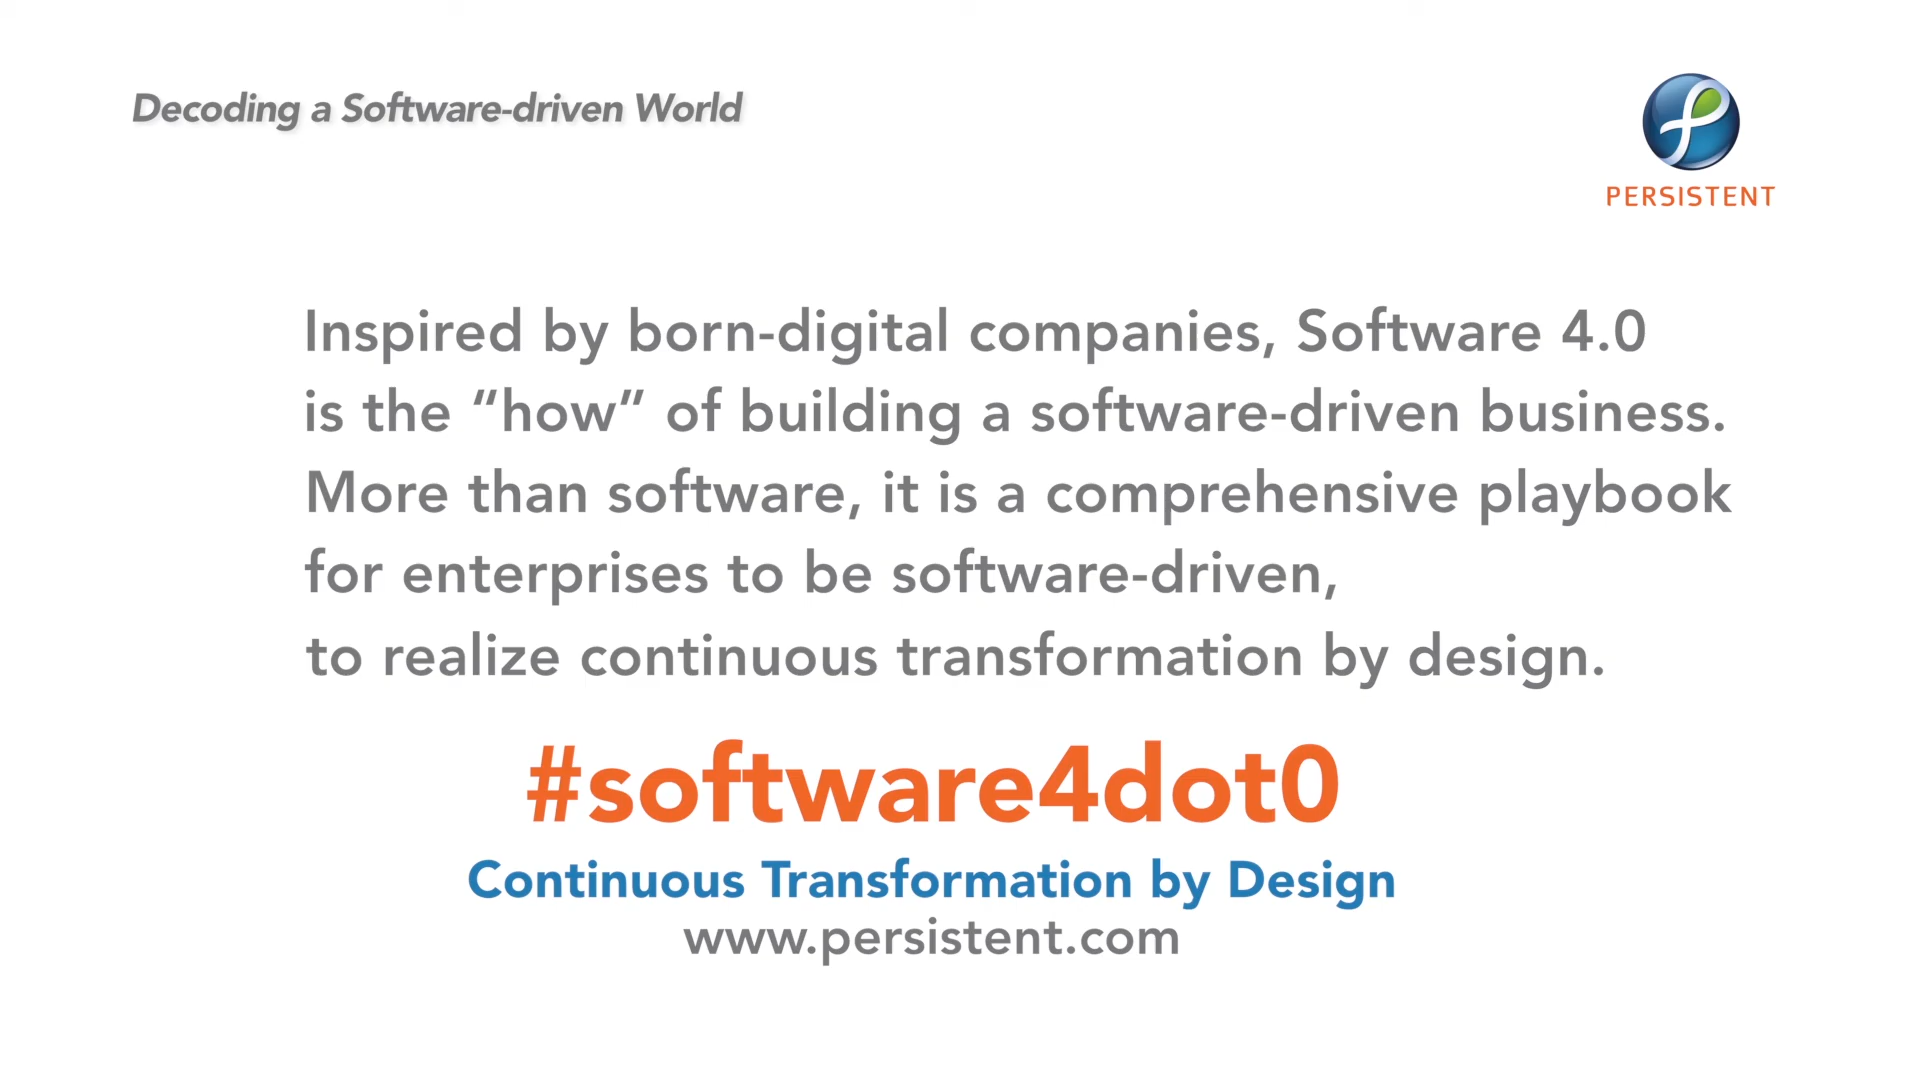 Decoding a Software-driven World
PERSISTENT
Inspired by born-digital companies, Software 4.0
is the “how” of building a software-driven business.
More than software, it is a comprehensive playbook
for enterprises to be software-driven,
to realize continuous transformation by design.
#software4dot0
Continuous Transformation by Design
www.persistent.com